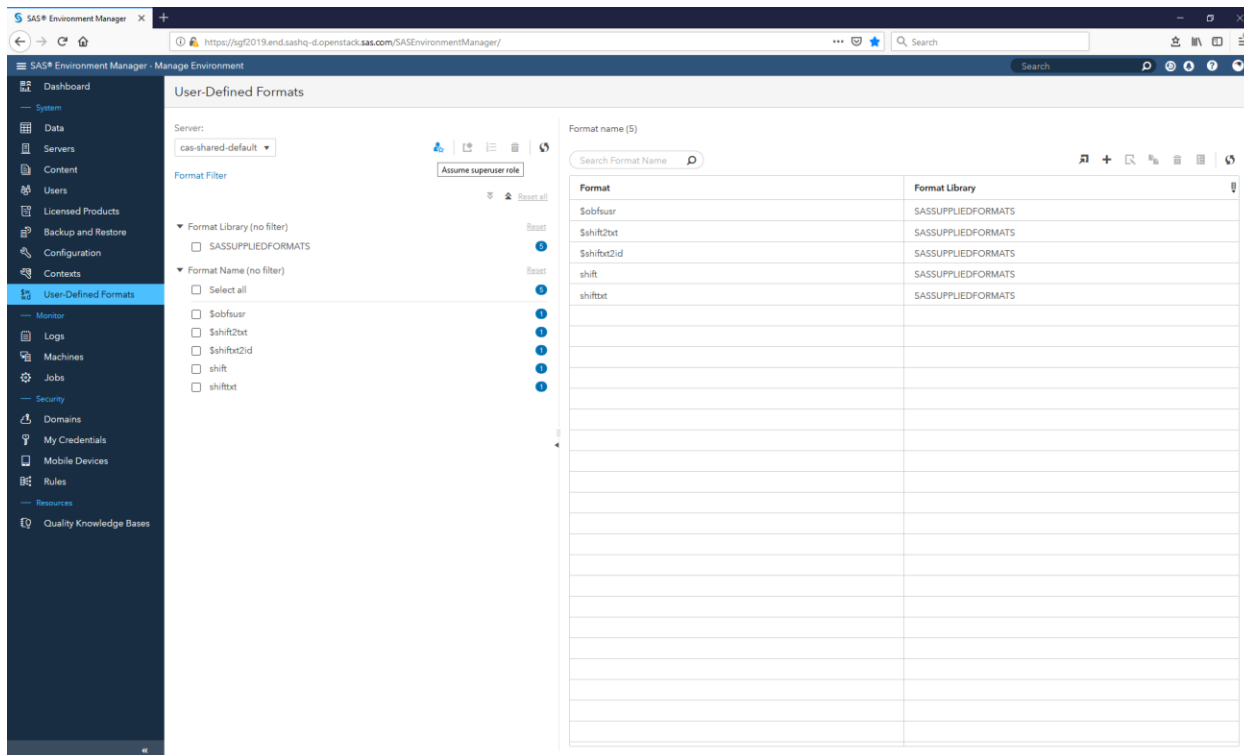 SAS® Environment Manager
https://sgf2019.end.sashq-d.openstack.sas.com/SASEnvironmentManager/
Search
SAS® Environment Manager - Manage Environment
Search
Dashboard
System
Data
Servers
Content
Users
Licensed Products
Backup and Restore
Configuration
Contexts
User-Defined Formats
Monitor
Logs
Machines
Jobs
Security
Domains
My Credentials
Mobile Devices
Rules
Resources
Quality Knowledge Bases
User-Defined Formats
Server:
cas-shared-default
Assume superuser role
Format Filter
Reset all
Format Library (no filter) Reset
SASSUPPLIEDFORMATS 5
Format Name (no filter) Reset
Select all 5
$obfsusr 1
$shift2txt 1
$shiftxt2id 1
shift 1
shifttxt 1
Format name (5)
Search Format Name
Format Format Library
$obfsusr SASSUPPLIEDFORMATS
$shift2txt SASSUPPLIEDFORMATS
$shiftxt2id SASSUPPLIEDFORMATS
shift SASSUPPLIEDFORMATS
shifttxt SASSUPPLIEDFORMATS